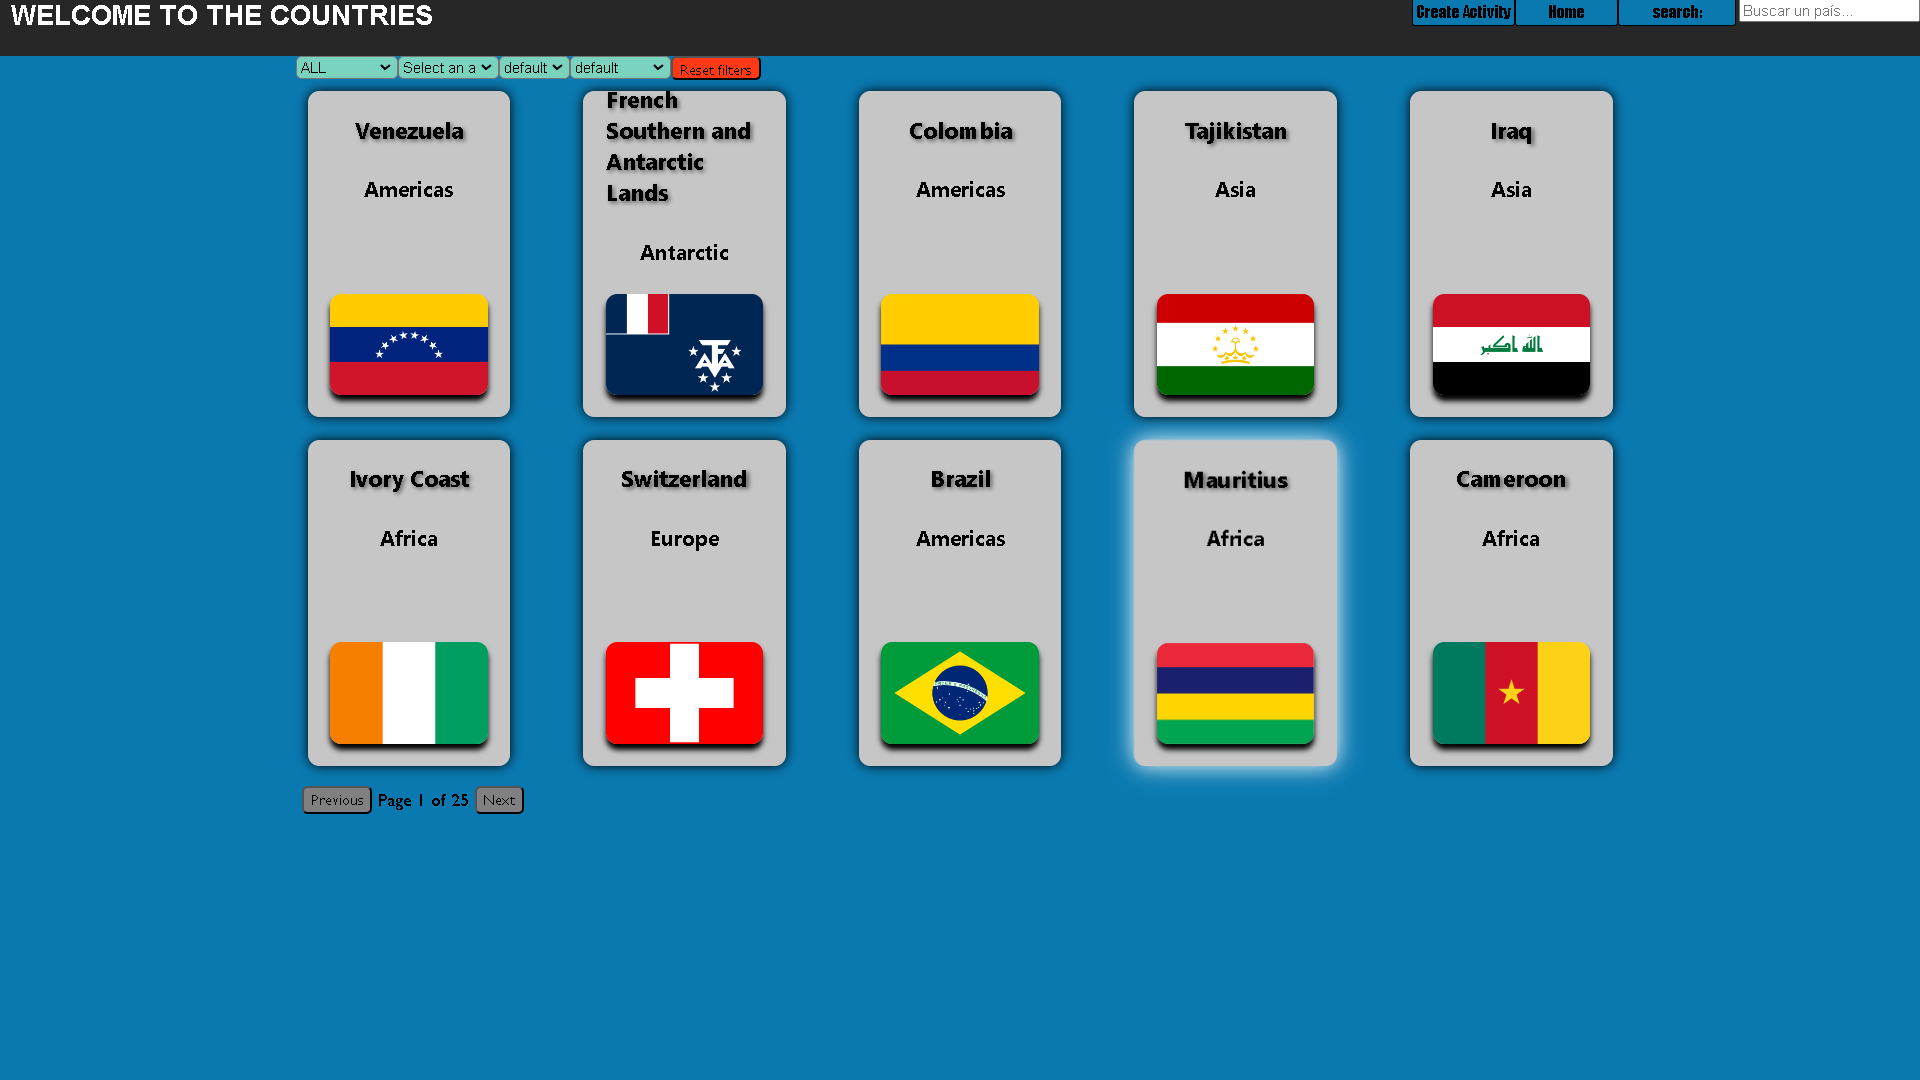 WELCOME TO THE COUNTRIES
Create Activity
Home
search:
Buscar un país...
ALL
Select an a
default
default
Reset filters
Venezuela
Americas
French
Southern and
Antarctic
Lands
Antarctic
Colombia
Americas
Tajikistan
Asia
Iraq
Asia
الله اكبر
Ivory Coast
Africa
Switzerland
Europe
Brazil
Americas
Mauritius
Africa
Cameroon
Africa
Previous
Page 1 of 25
Next